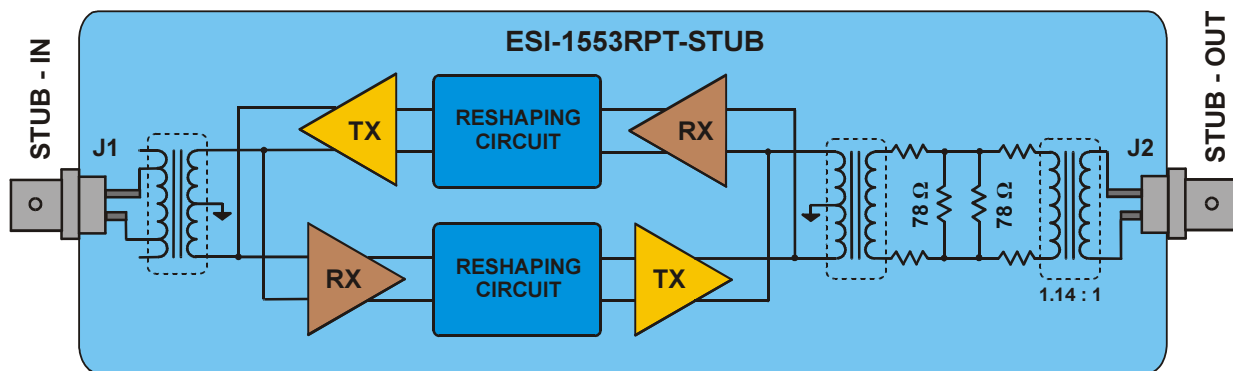 ESI-1553RPT-STUB
STUB - IN
J1
TX
RESHAPING
CIRCUIT
RX
RX
RESHAPING
CIRCUIT
TX
78 Ω
78 Ω
1.14 : 1
J2
STUB - OUT